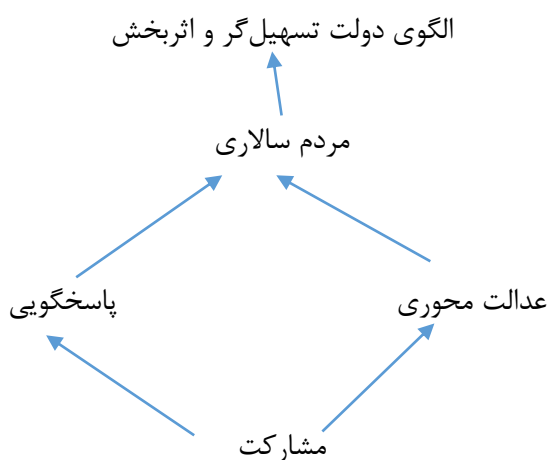 الگوی دولت تسهیل‌گر و اثربخش
مردم سالاری
عدالت محوری
پاسخگویی
مشارکت